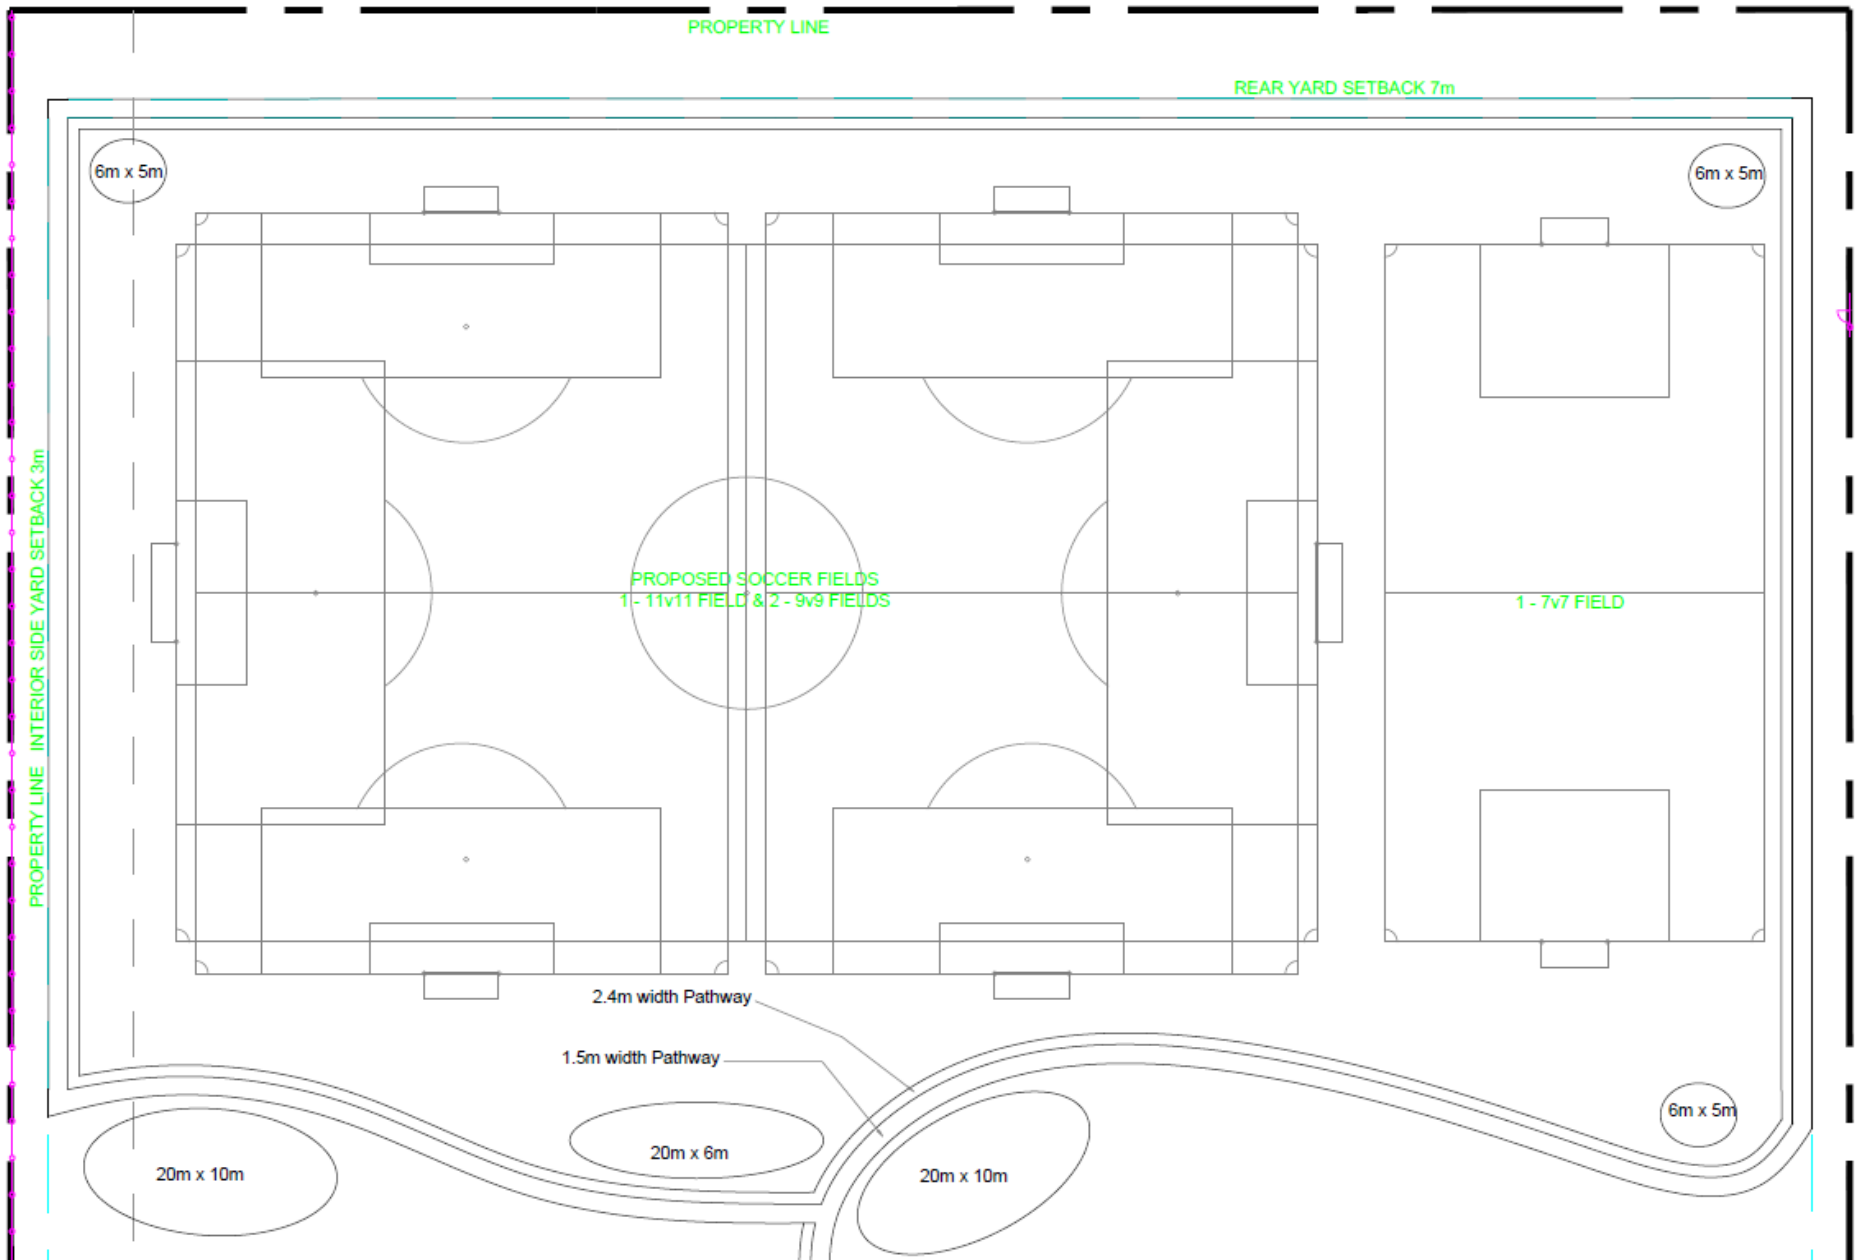 PROPERTY LINE
REAR YARD SETBACK 7m
6m x 5m
6m x 5m
PROPERTY LINE INTERIOR SIDE YARD SETBACK 3m
PROPOSED SOCCER FIELDS
1 - 11v11 FIELD & 2 - 9v9 FIELDS
1 - 7v7 FIELD
2.4m width Pathway
1.5m width Pathway
6m x 5m
20m x 6m
20m x 10m
20m x 10m